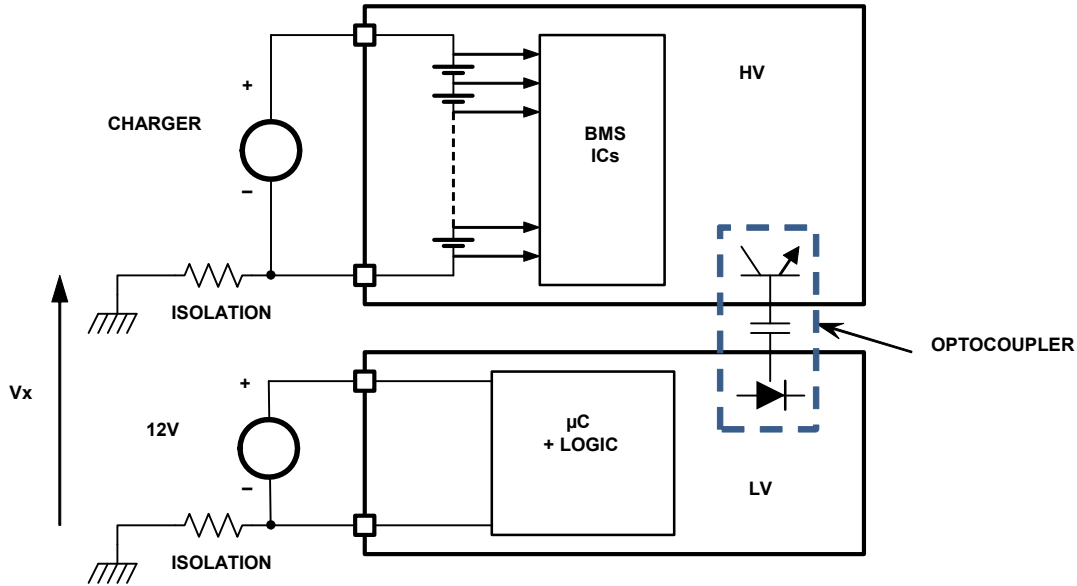 HV
+
CHARGER
BMS
ICs
−
ISOLATION
OPTOCOUPLER
+
Vx
12V
µC
+ LOGIC
−
LV
ISOLATION